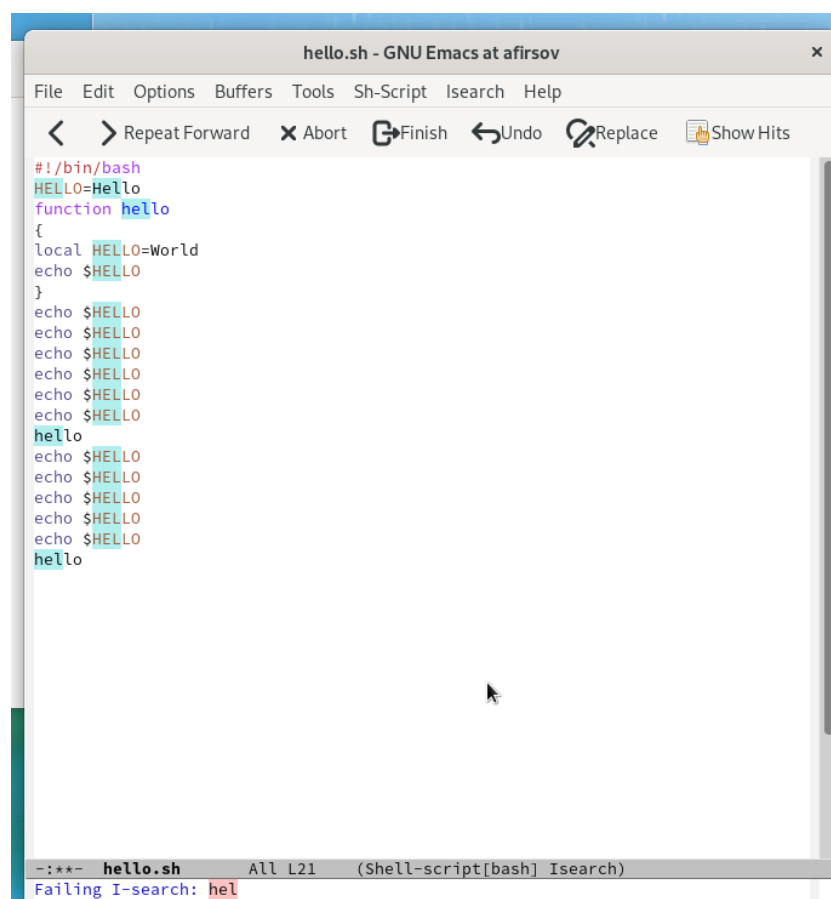 hello.sh - GNU Emacs at afirsov ×
File Edit Options Buffers Tools Sh-Script Isearch Help
Repeat Forward Abort Finish Undo Replace Show Hits
#!/bin/bash
HELLO=Hello
function hello
{
local HELLO=World
echo $HELLO
}
echo $HELLO
echo $HELLO
echo $HELLO
echo $HELLO
echo $HELLO
echo $HELLO
hello
echo $HELLO
echo $HELLO
echo $HELLO
echo $HELLO
echo $HELLO
hello
-:**- hello.sh All L21 (Shell-script[bash] Isearch)
Failing I-search: hel